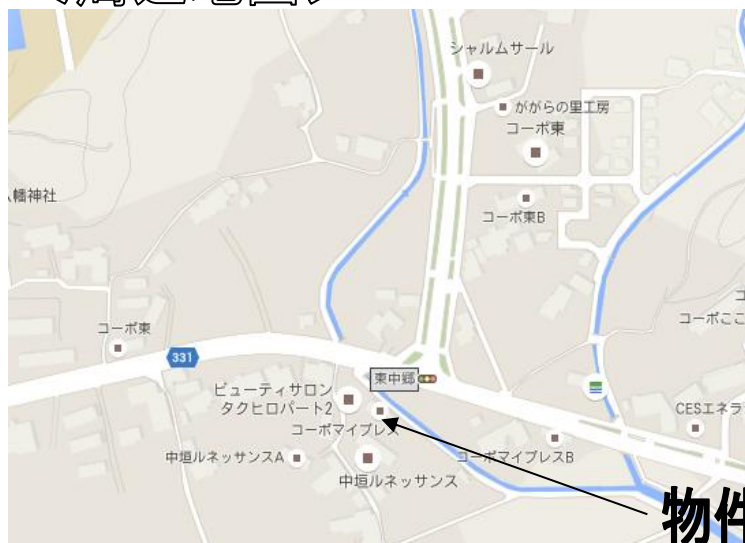 シャルムサール
ががらの里工房
コーポ東
幡神社
コーポ東B
コーポここ
コーポ東
331
東中郷
ビューティサロン
タクヒロパート2
CESエネラ
コーポマイプレス
中垣ルネッサンスA
コーポマイプレスB
中垣ルネッサンス
物件